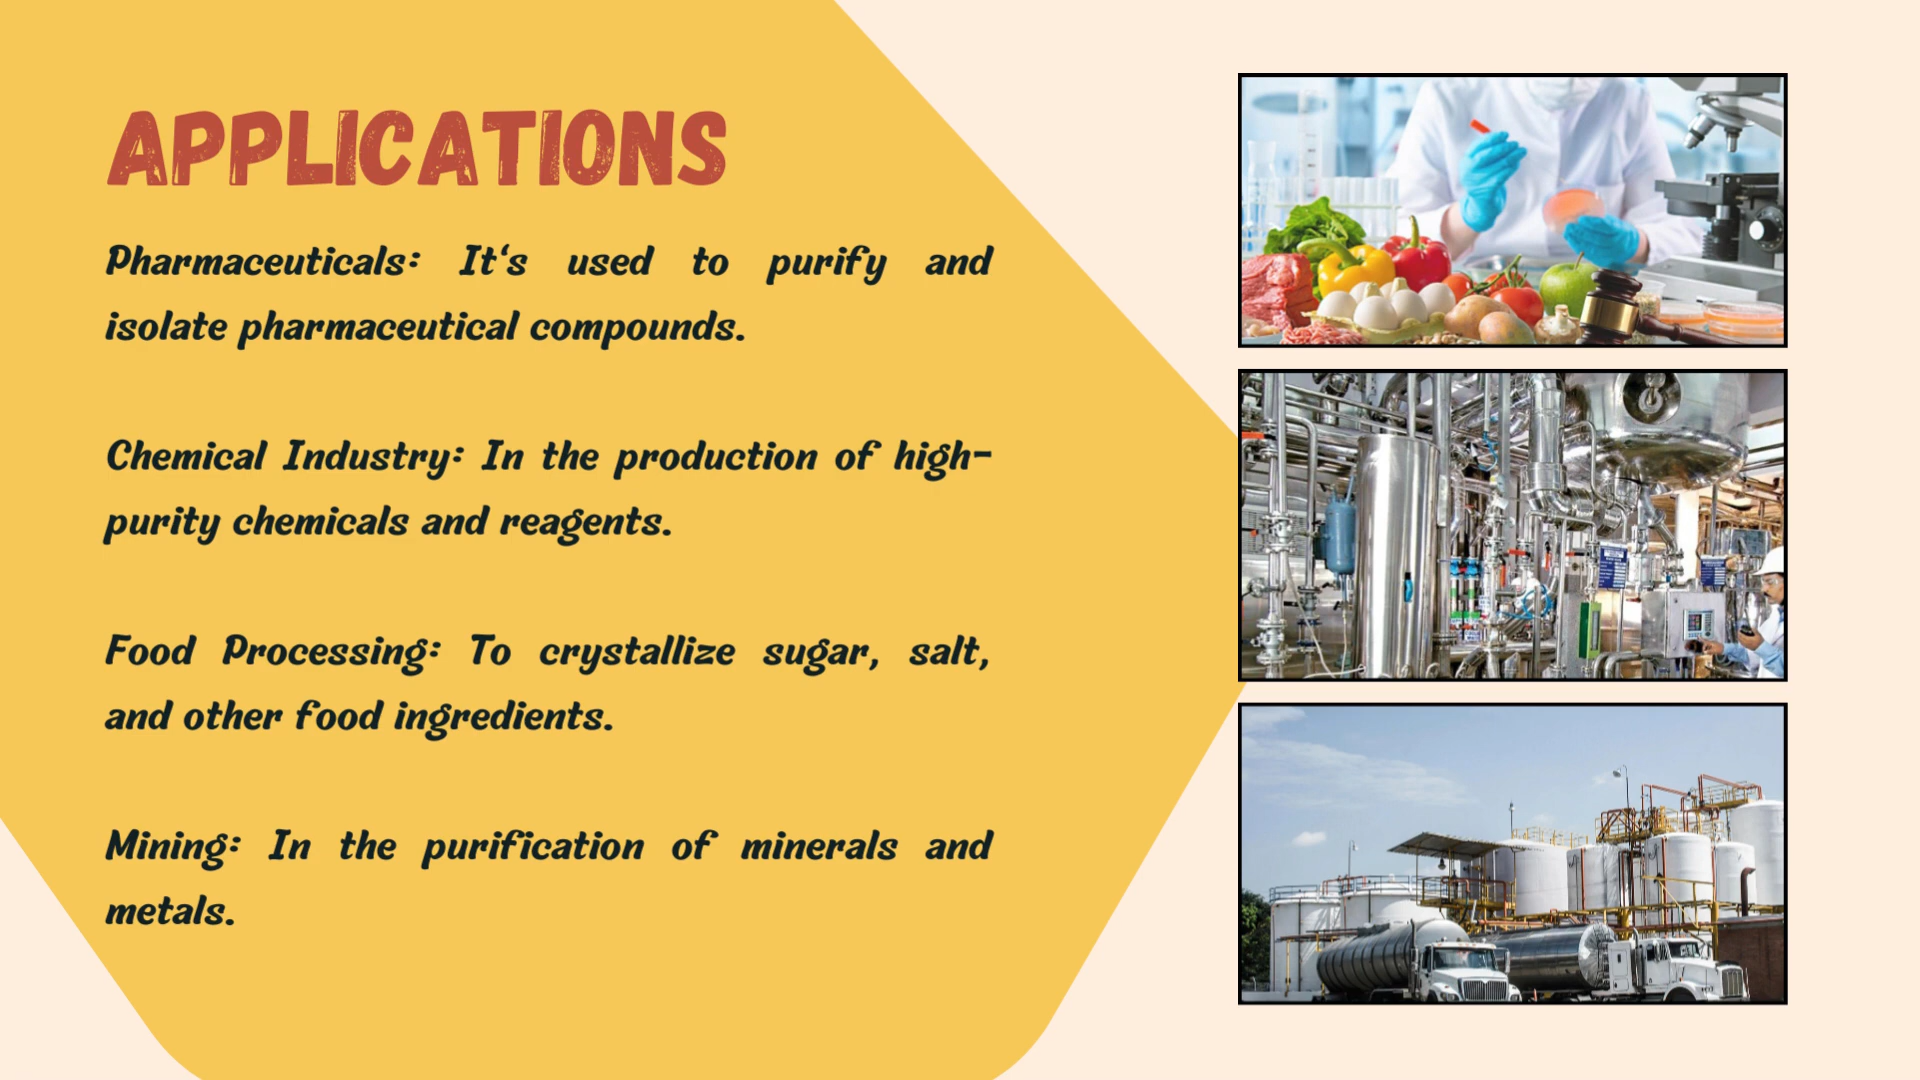 APPLICATIONS
Pharmaceuticals: It‘s used to purify and
isolate pharmaceutical compounds.
Chemical Industry: In the production of high-
purity chemicals and reagents.
Food Processing: To crystallize sugar, salt,
and other food ingredients.
Mining: In the purification of minerals and
metals.